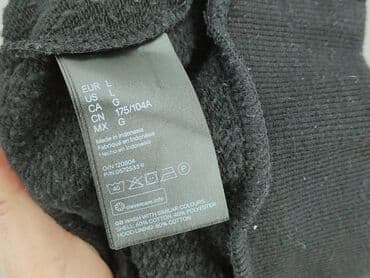 EUR L
US L
CA G
CN 175/104A
MX G
Made in Indonesia
Fabriqué en Indonésie
Hecho en Indonesia
O/N 120804
40
clevercare.info
GB WASH WITH SIMILAR COLOURS
SHELL: 60% COTTON, 40% POLYESTER
HOOD LINING: 60% COTTON